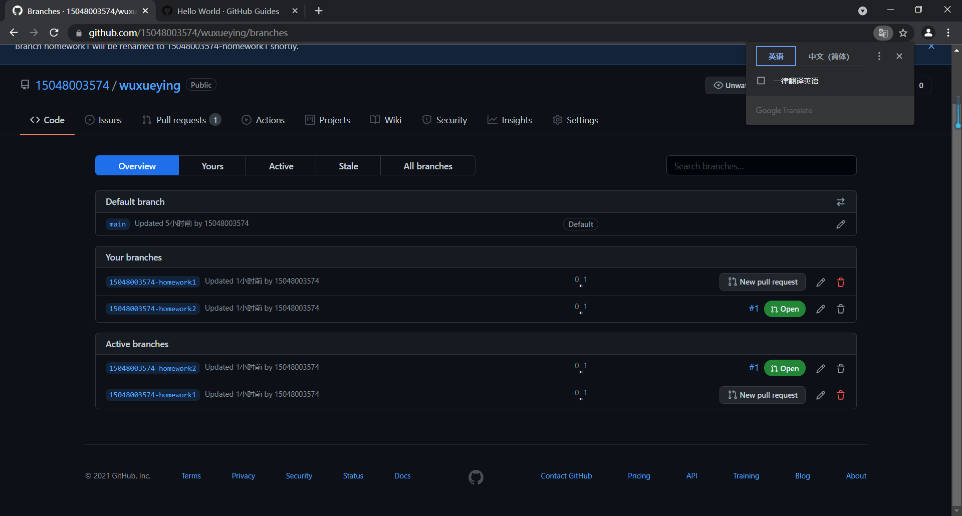 Branches · 15048003574/wuxu
Hello World · GitHub Guides
github.com/15048003574/wuxueying/branches
Branch homework1 will be renamed to 15048003574-homework1 shortly.
英语
中文（简体）
一律翻译英语
Google Translate
15048003574 / wuxueying
Public
Unwat
0
Code
Issues
Pull requests 1
Actions
Projects
Wiki
Security
Insights
Settings
Overview
Yours
Active
Stale
All branches
Search branches...
Default branch
main Updated 5小时前 by 15048003574
Default
Your branches
15048003574-homework1 Updated 1小时前 by 15048003574
0 1
New pull request
15048003574-homework2 Updated 1小时前 by 15048003574
0 1
#1 Open
Active branches
15048003574-homework2 Updated 1小时前 by 15048003574
0 1
#1 Open
15048003574-homework1 Updated 1小时前 by 15048003574
0 1
New pull request
© 2021 GitHub, Inc.
Terms
Privacy
Security
Status
Docs
Contact GitHub
Pricing
API
Training
Blog
About